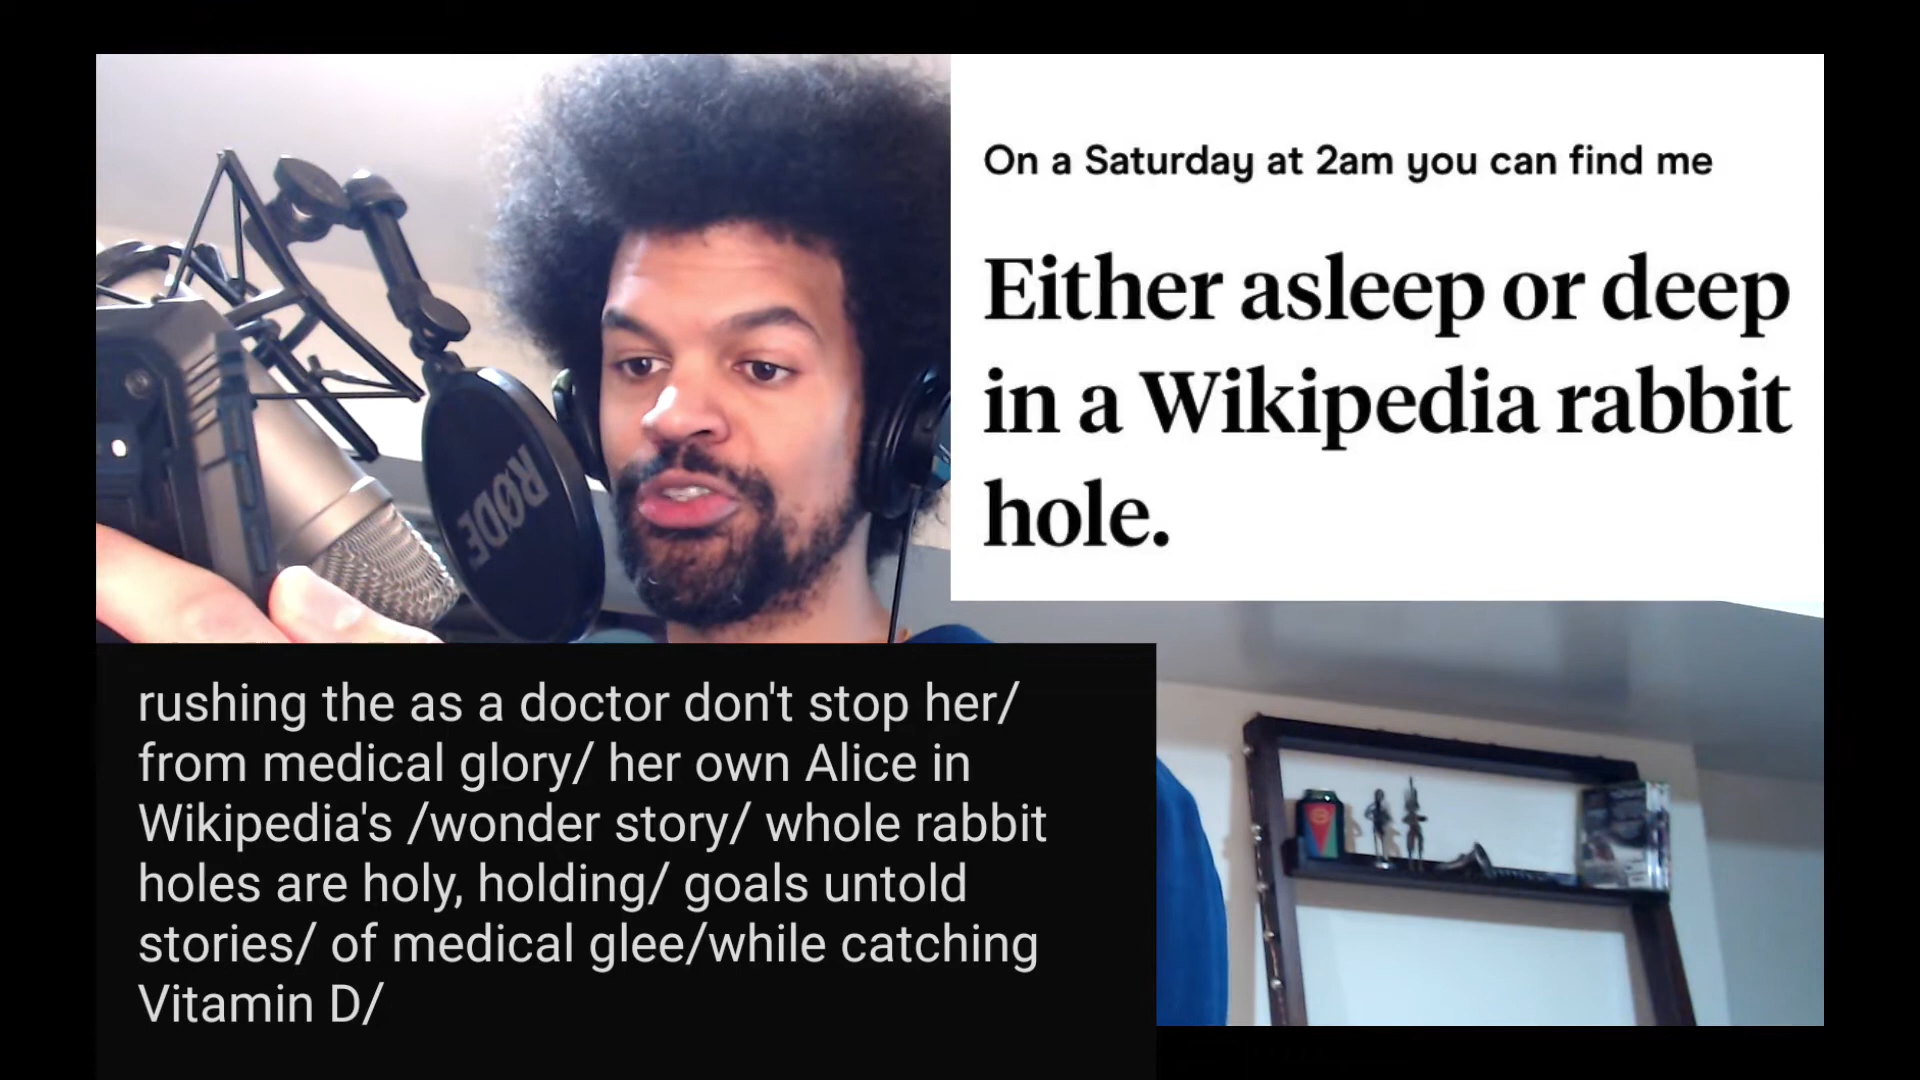 On a Saturday at 2am you can find me
Either asleep or deep
in a Wikipedia rabbit
hole.
RØDE
rushing the as a doctor don't stop her/
from medical glory/ her own Alice in
Wikipedia's /wonder story/ whole rabbit
holes are holy, holding/ goals untold
stories/ of medical glee/while catching
Vitamin D/